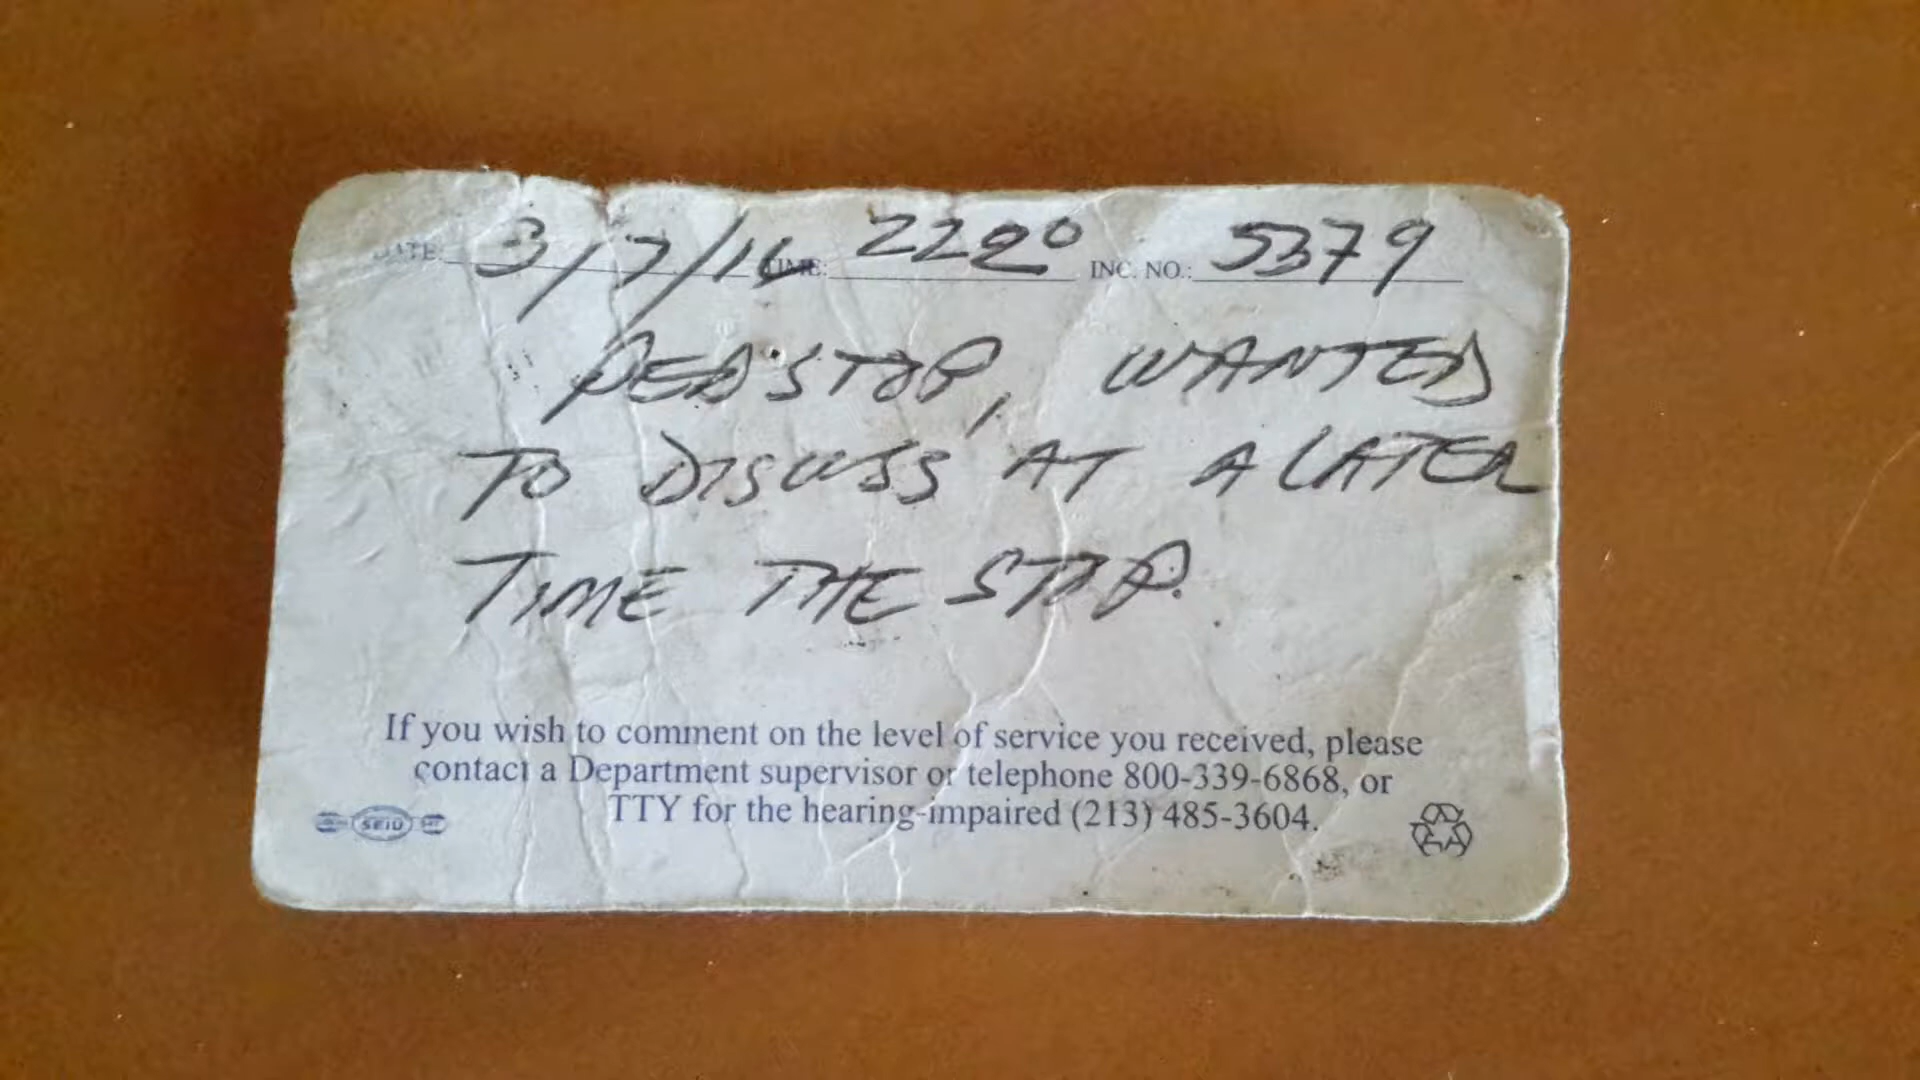 DATE: 3/7/16 TIME: 2220 INC. NO.: 5379
PED STOP, WANTED
TO DISCUSS AT A LATER
TIME THE STOP.
If you wish to comment on the level of service you received, please
contact a Department supervisor or telephone 800-339-6868, or
TTY for the hearing-impaired (213) 485-3604.
SEIU